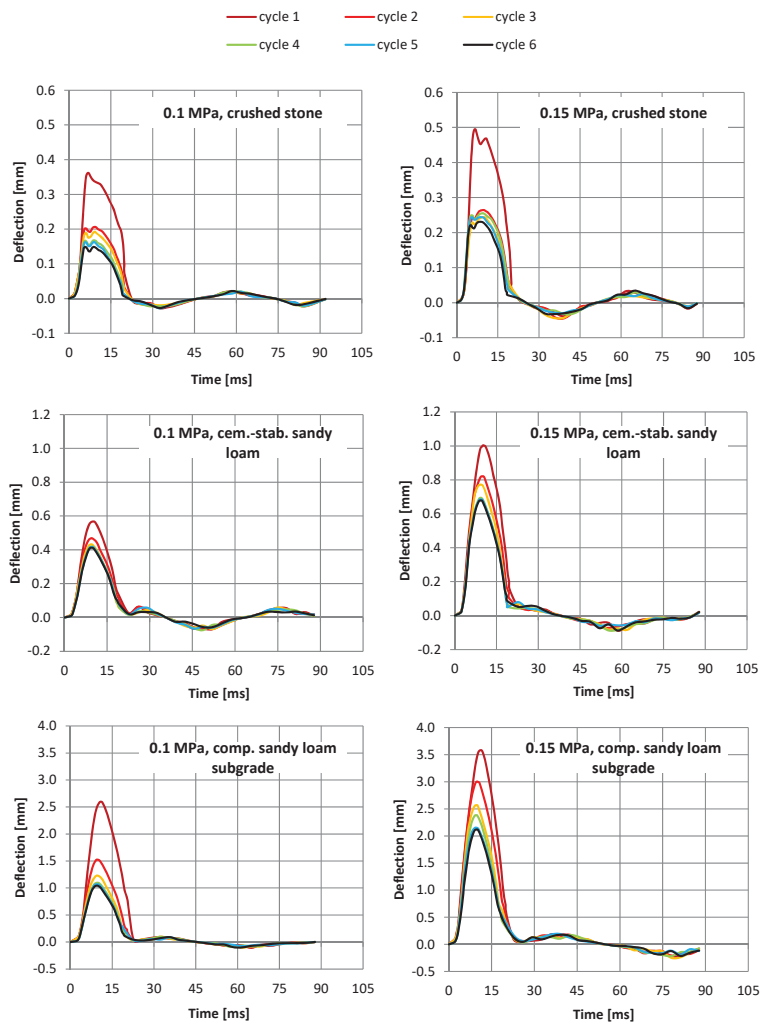 cycle 1 cycle 2 cycle 3
cycle 4 cycle 5 cycle 6
0.1 MPa, crushed stone
Deflection [mm]
0.6
0.5
0.4
0.3
0.2
0.1
0.0
-0.1
0 15 30 45 60 75 90 105
Time [ms]
0.15 MPa, crushed stone
Deflection [mm]
0.6
0.5
0.4
0.3
0.2
0.1
0.0
-0.1
0 15 30 45 60 75 90 105
Time [ms]
0.1 MPa, cem.-stab. sandy
loam
Deflection [mm]
1.2
1.0
0.8
0.6
0.4
0.2
0.0
-0.2
0 15 30 45 60 75 90 105
Time [ms]
0.15 MPa, cem.-stab. sandy
loam
Deflection [mm]
1.2
1.0
0.8
0.6
0.4
0.2
0.0
-0.2
0 15 30 45 60 75 90 105
Time [ms]
0.1 MPa, comp. sandy loam
subgrade
Deflection [mm]
4.0
3.5
3.0
2.5
2.0
1.5
1.0
0.5
0.0
-0.5
0 15 30 45 60 75 90 105
Time [ms]
0.15 MPa, comp. sandy loam
subgrade
Deflection [mm]
4.0
3.5
3.0
2.5
2.0
1.5
1.0
0.5
0.0
-0.5
0 15 30 45 60 75 90 105
Time [ms]